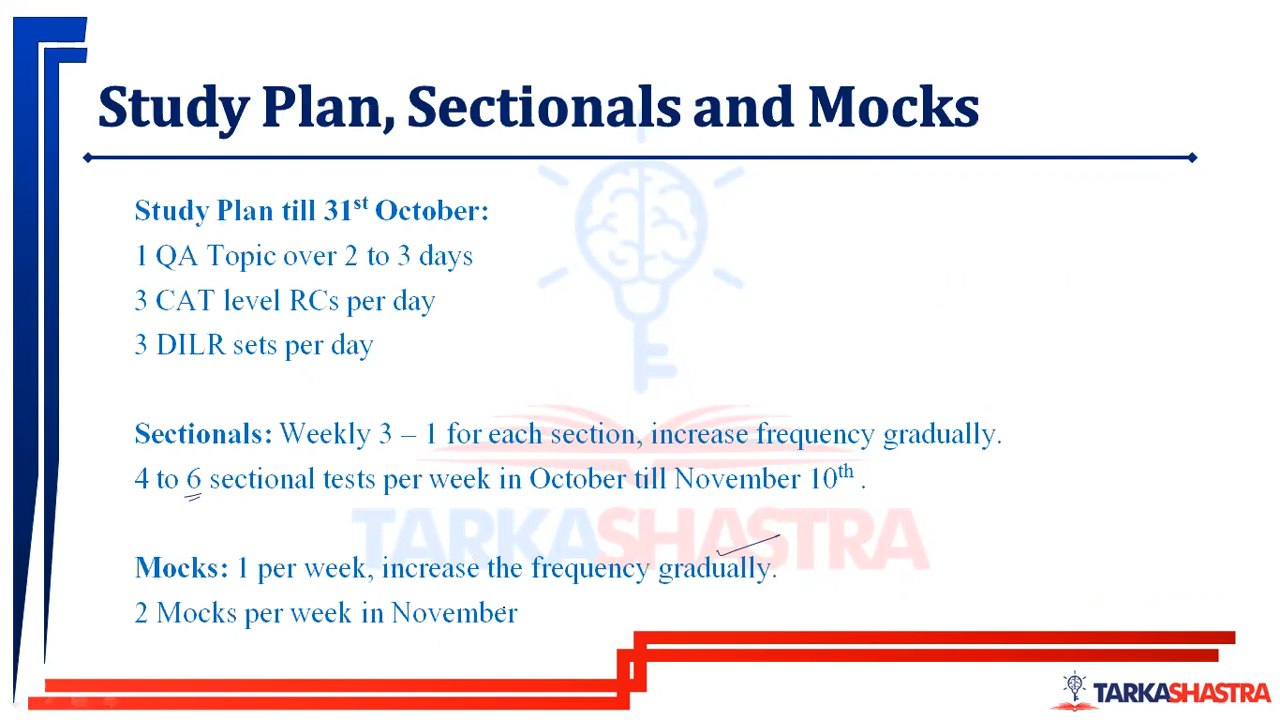 Study Plan, Sectionals and Mocks
Study Plan till 31st October:
1 QA Topic over 2 to 3 days
3 CAT level RCs per day
3 DILR sets per day
Sectionals: Weekly 3 – 1 for each section, increase frequency gradually.
4 to 6 sectional tests per week in October till November 10th .
TARKASHASTRA
Mocks: 1 per week, increase the frequency gradually.
2 Mocks per week in November
TARKASHASTRA